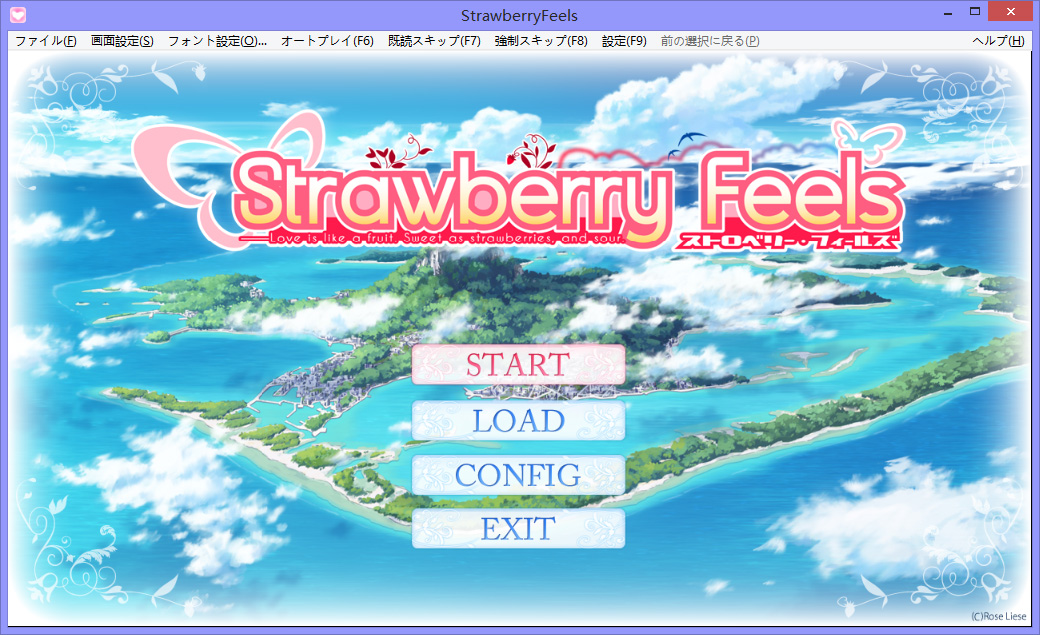 StrawberryFeels
ファイル(F) 画面設定(S) フォント設定(O)... オートプレイ(F6) 既読スキップ(F7) 強制スキップ(F8) 設定(F9) 前の選択に戻る(P) ヘルプ(H)
Strawberry Feels
Love is like a fruit. Sweet as strawberries, and sour.
ストロベリー・フィールズ
START
LOAD
CONFIG
EXIT
(C)Rose Liese